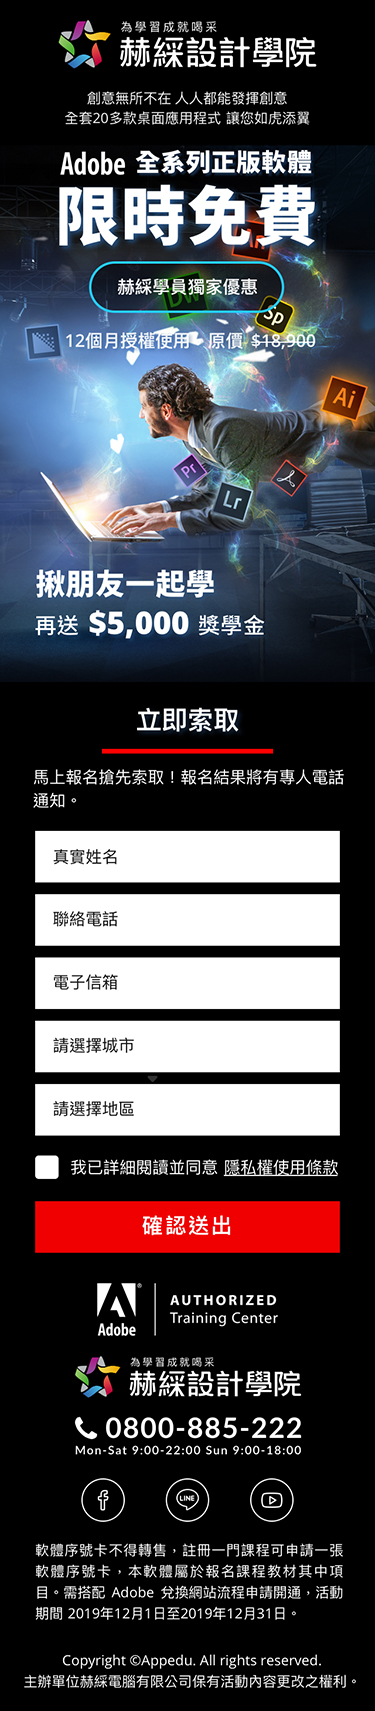 為學習成就喝采
赫綵設計學院
創意無所不在 人人都能發揮創意
全套20多款桌面應用程式 讓您如虎添翼
Adobe 全系列正版軟體
限時免費
An
赫綵學員獨家優惠
Dw
Sp
12個月授權使用 原價 $18,900
Ai
Pr
Lr
揪朋友一起學
再送 $5,000 獎學金
立即索取
馬上報名搶先索取！報名結果將有專人電話
通知。
真實姓名
聯絡電話
電子信箱
請選擇城市
請選擇地區
我已詳細閱讀並同意 隱私權使用條款
確認送出
Adobe®
AUTHORIZED
Training Center
為學習成就喝采
赫綵設計學院
0800-885-222
Mon-Sat 9:00-22:00 Sun 9:00-18:00
LINE
軟體序號卡不得轉售，註冊一門課程可申請一張
軟體序號卡，本軟體屬於報名課程教材其中項
目。需搭配 Adobe 兌換網站流程申請開通，活動
期間 2019年12月1日至2019年12月31日。
Copyright ©Appedu. All rights reserved.
主辦單位赫綵電腦有限公司保有活動內容更改之權利。